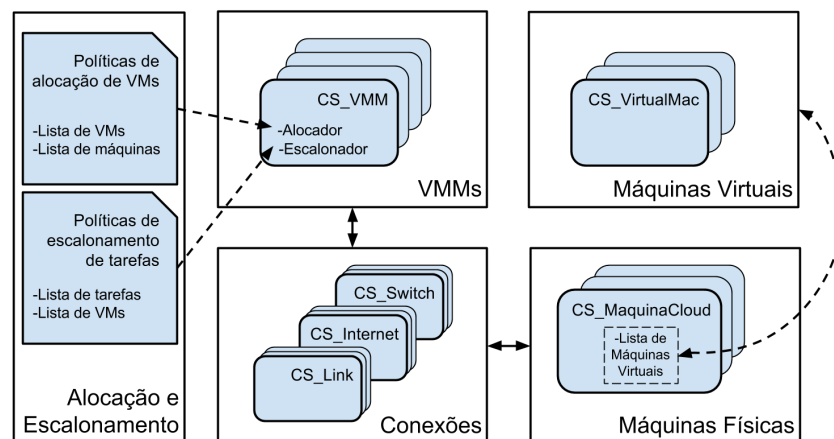 Políticas de
alocação de VMs
-Lista de VMs
-Lista de máquinas
Políticas de
escalonamento
de tarefas
-Lista de tarefas
-Lista de VMs
Alocação e
Escalonamento
CS_VMM
-Alocador
-Escalonador
VMMs
CS_VirtualMac
Máquinas Virtuais
CS_Switch
CS_Internet
CS_Link
Conexões
CS_MaquinaCloud
-Lista de
Máquinas
Virtuais
Máquinas Físicas